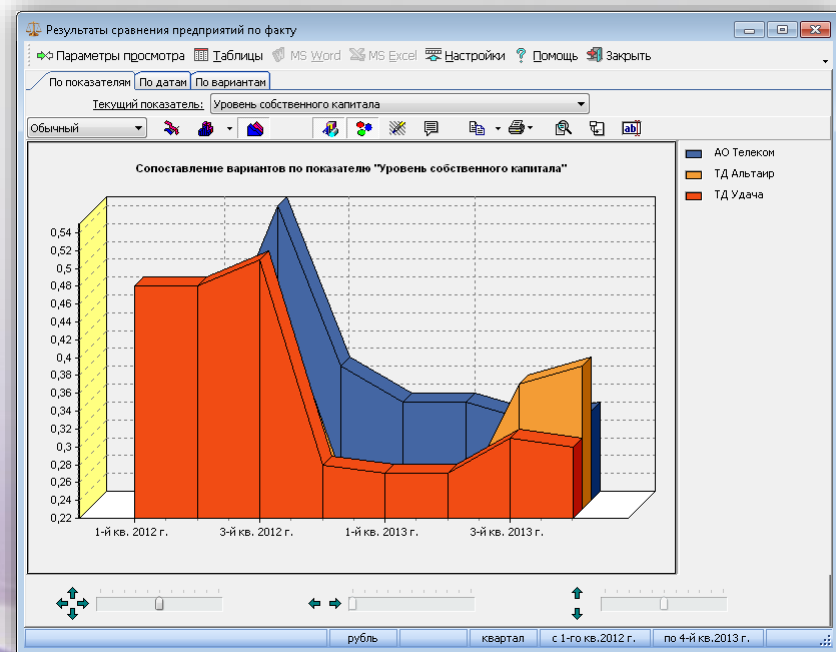 Результаты сравнения предприятий по факту
Параметры просмотра Таблицы MS Word MS Excel Настройки Помощь Закрыть
По показателям По датам По вариантам
Текущий показатель: Уровень собственного капитала
Обычный ab
Сопоставление вариантов по показателю "Уровень собственного капитала"
АО Телеком
ТД Альтаир
ТД Удача
0,54
0,52
0,5
0,48
0,46
0,44
0,42
0,4
0,38
0,36
0,34
0,32
0,3
0,28
0,26
0,24
0,22
1-й кв. 2012 г. 3-й кв. 2012 г. 1-й кв. 2013 г. 3-й кв. 2013 г.
рубль квартал с 1-го кв.2012 г. по 4-й кв.2013 г.